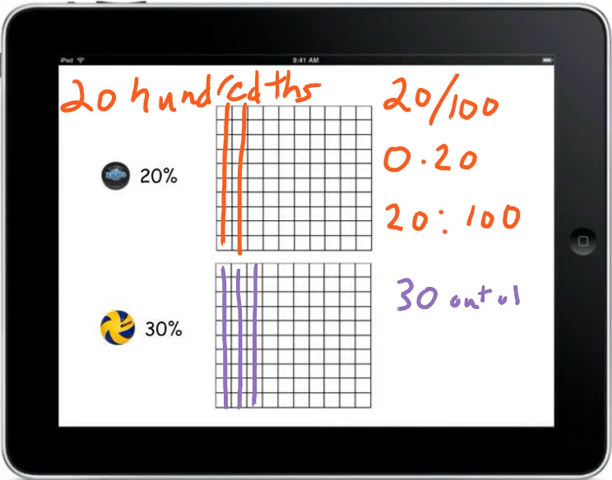 iPad
9:41 AM
20 hundredths
20/100
20%
0.20
20:100
30 out of
30%